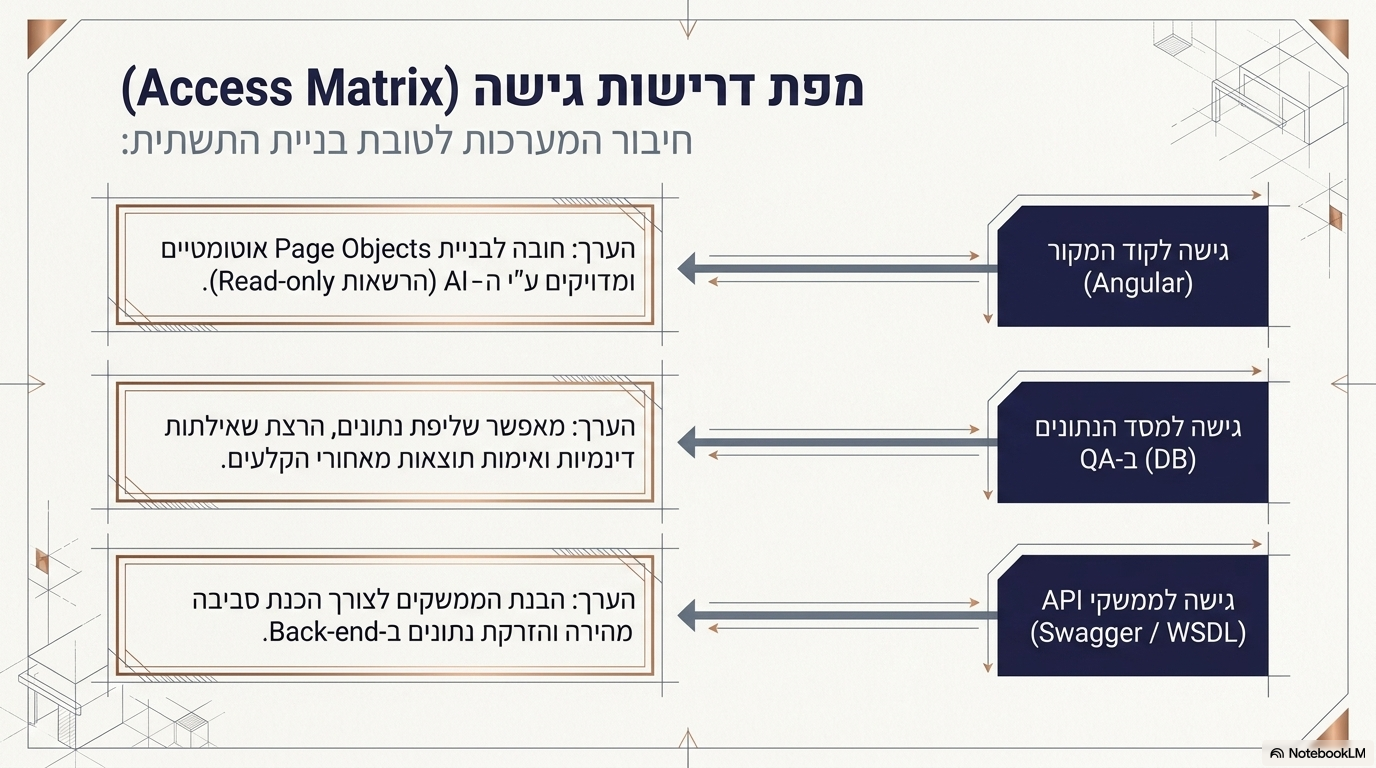 מפת דרישות גישה (Access Matrix)
חיבור המערכות לטובת בניית התשתית:
גישה לקוד המקור
(Angular)
הערך: חובה לבניית Page Objects אוטומטיים
ומדויקים ע"י ה-AI (הרשאות Read-only).
גישה למסד הנתונים
(DB) ב-QA
הערך: מאפשר שליפת נתונים, הרצת שאילתות
דינמיות ואימות תוצאות מאחורי הקלעים.
גישה לממשקי API
(Swagger / WSDL)
הערך: הבנת הממשקים לצורך הכנת סביבה
מהירה והזרקת נתונים ב-Back-end.
NotebookLM